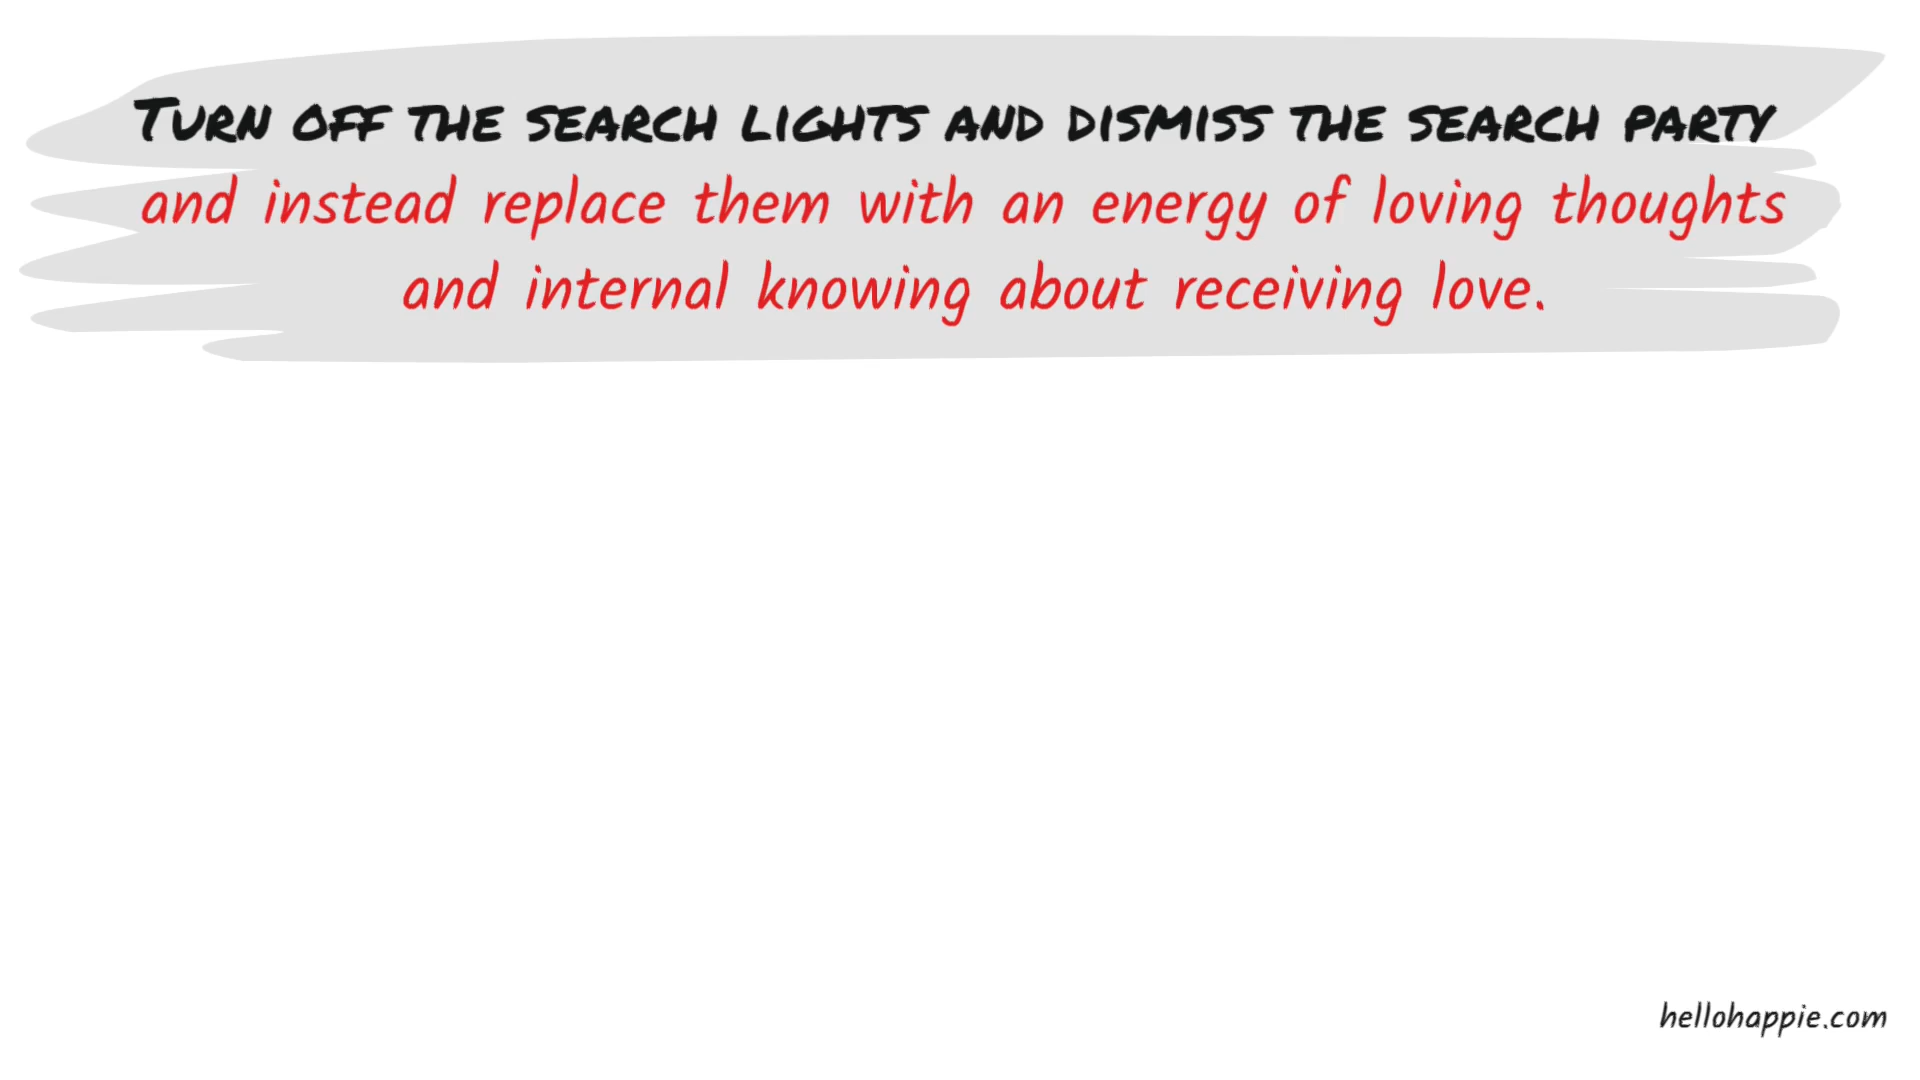 Turn off the search lights and dismiss the search party
and instead replace them with an energy of loving thoughts
and internal knowing about receiving love.
hellohappie.com